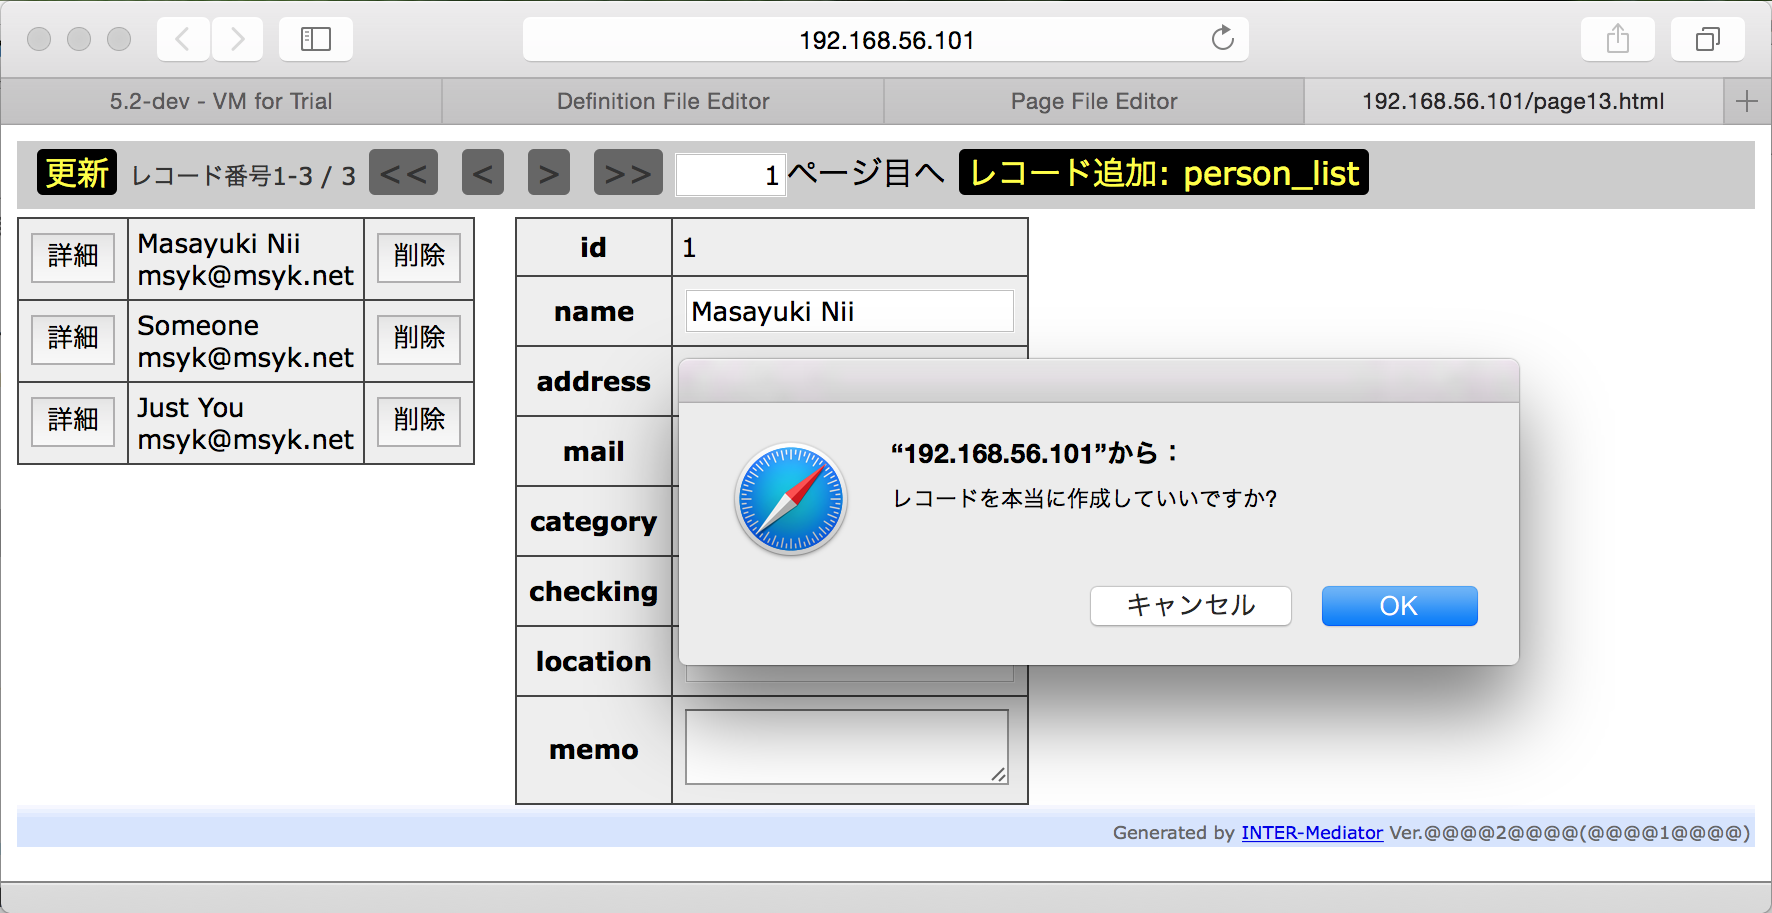 192.168.56.101
5.2-dev - VM for Trial
Definition File Editor
Page File Editor
192.168.56.101/page13.html
更新 レコード番号1-3 / 3 << < > >> 1 ページ目へ レコード追加: person_list
詳細
Masayuki Nii
msyk@msyk.net
削除
詳細
Someone
msyk@msyk.net
削除
詳細
Just You
msyk@msyk.net
削除
id 1
name Masayuki Nii
address
mail
category
checking
location
memo
“192.168.56.101”から：
レコードを本当に作成していいですか?
キャンセル
OK
Generated by INTER-Mediator Ver.@@@@2@@@@(@@@@1@@@@)